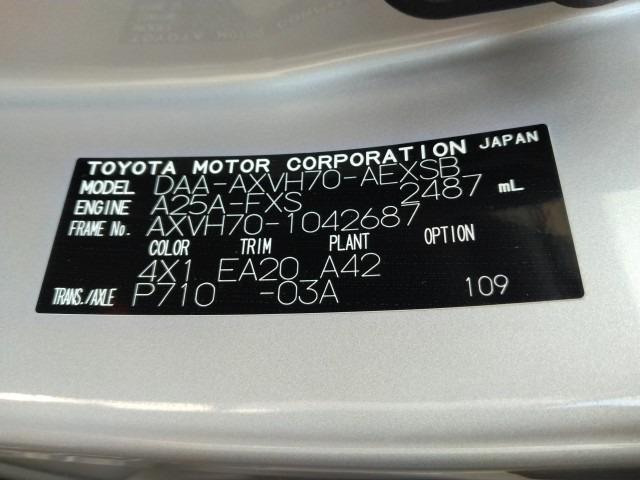 TOYOTA MOTOR CORPORATION JAPAN
MODEL DAA-AXVH70-AEXSB
ENGINE A25A-FXS 2487 mL
FRAME No. AXVH70-1042687
COLOR TRIM PLANT OPTION
4X1 EA20 A42
TRANS./AXLE P710 -03A 109